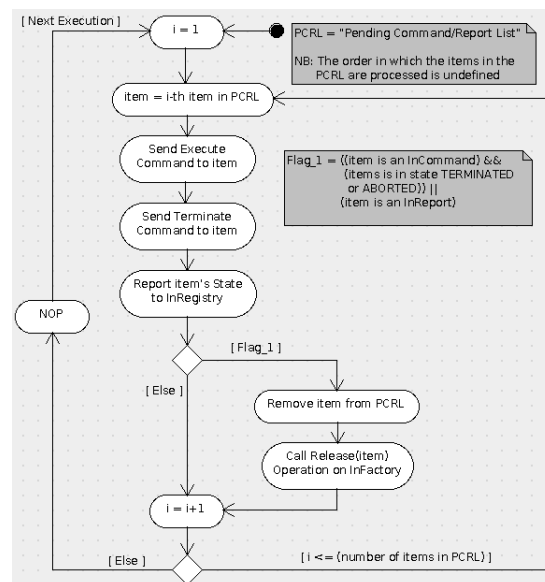 [ Next Execution ]
i = 1
PCRL = "Pending Command/Report List"
NB: The order in which the items in the
PCRL are processed is undefined
item = i-th item in PCRL
Send Execute
Command to item
Flag_1 = ((item is an InCommand) &&
(items is in state TERMINATED
or ABORTED)) ||
(item is an InReport)
Send Terminate
Command to item
Report item's State
to InRegistry
NOP
[ Flag_1 ]
[ Else ]
Remove item from PCRL
Call Release(item)
Operation on InFactory
i = i+1
[ Else ]
[ i <= (number of items in PCRL) ]